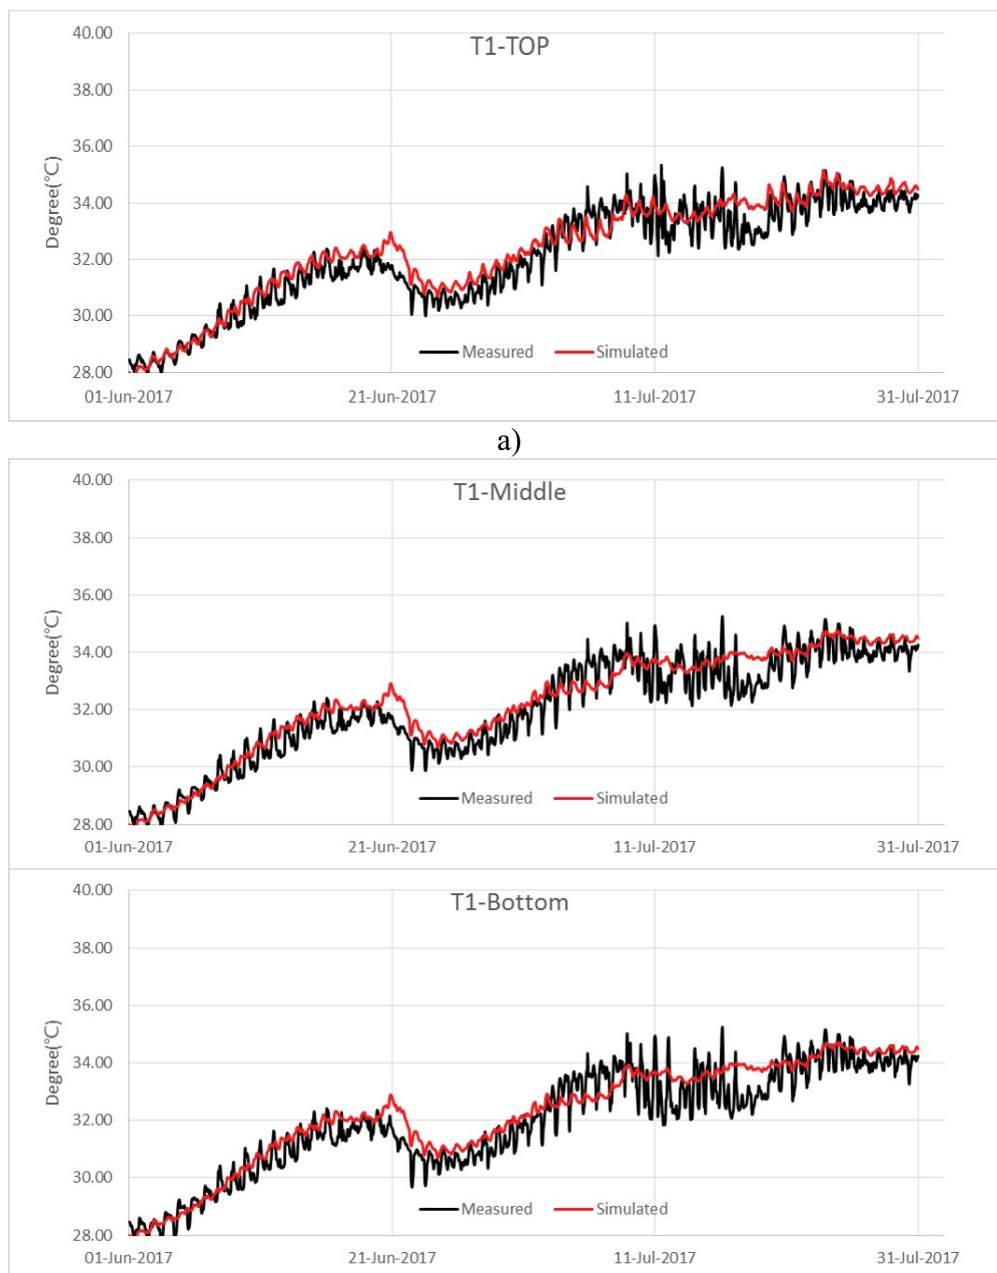 T1-TOP
40.00
38.00
36.00
34.00
32.00
30.00
28.00
Degree(℃)
Measured Simulated
01-Jun-2017 21-Jun-2017 11-Jul-2017 31-Jul-2017
a)
T1-Middle
40.00
38.00
36.00
34.00
32.00
30.00
28.00
Degree(℃)
Measured Simulated
01-Jun-2017 21-Jun-2017 11-Jul-2017 31-Jul-2017
T1-Bottom
40.00
38.00
36.00
34.00
32.00
30.00
28.00
Degree(℃)
Measured Simulated
01-Jun-2017 21-Jun-2017 11-Jul-2017 31-Jul-2017